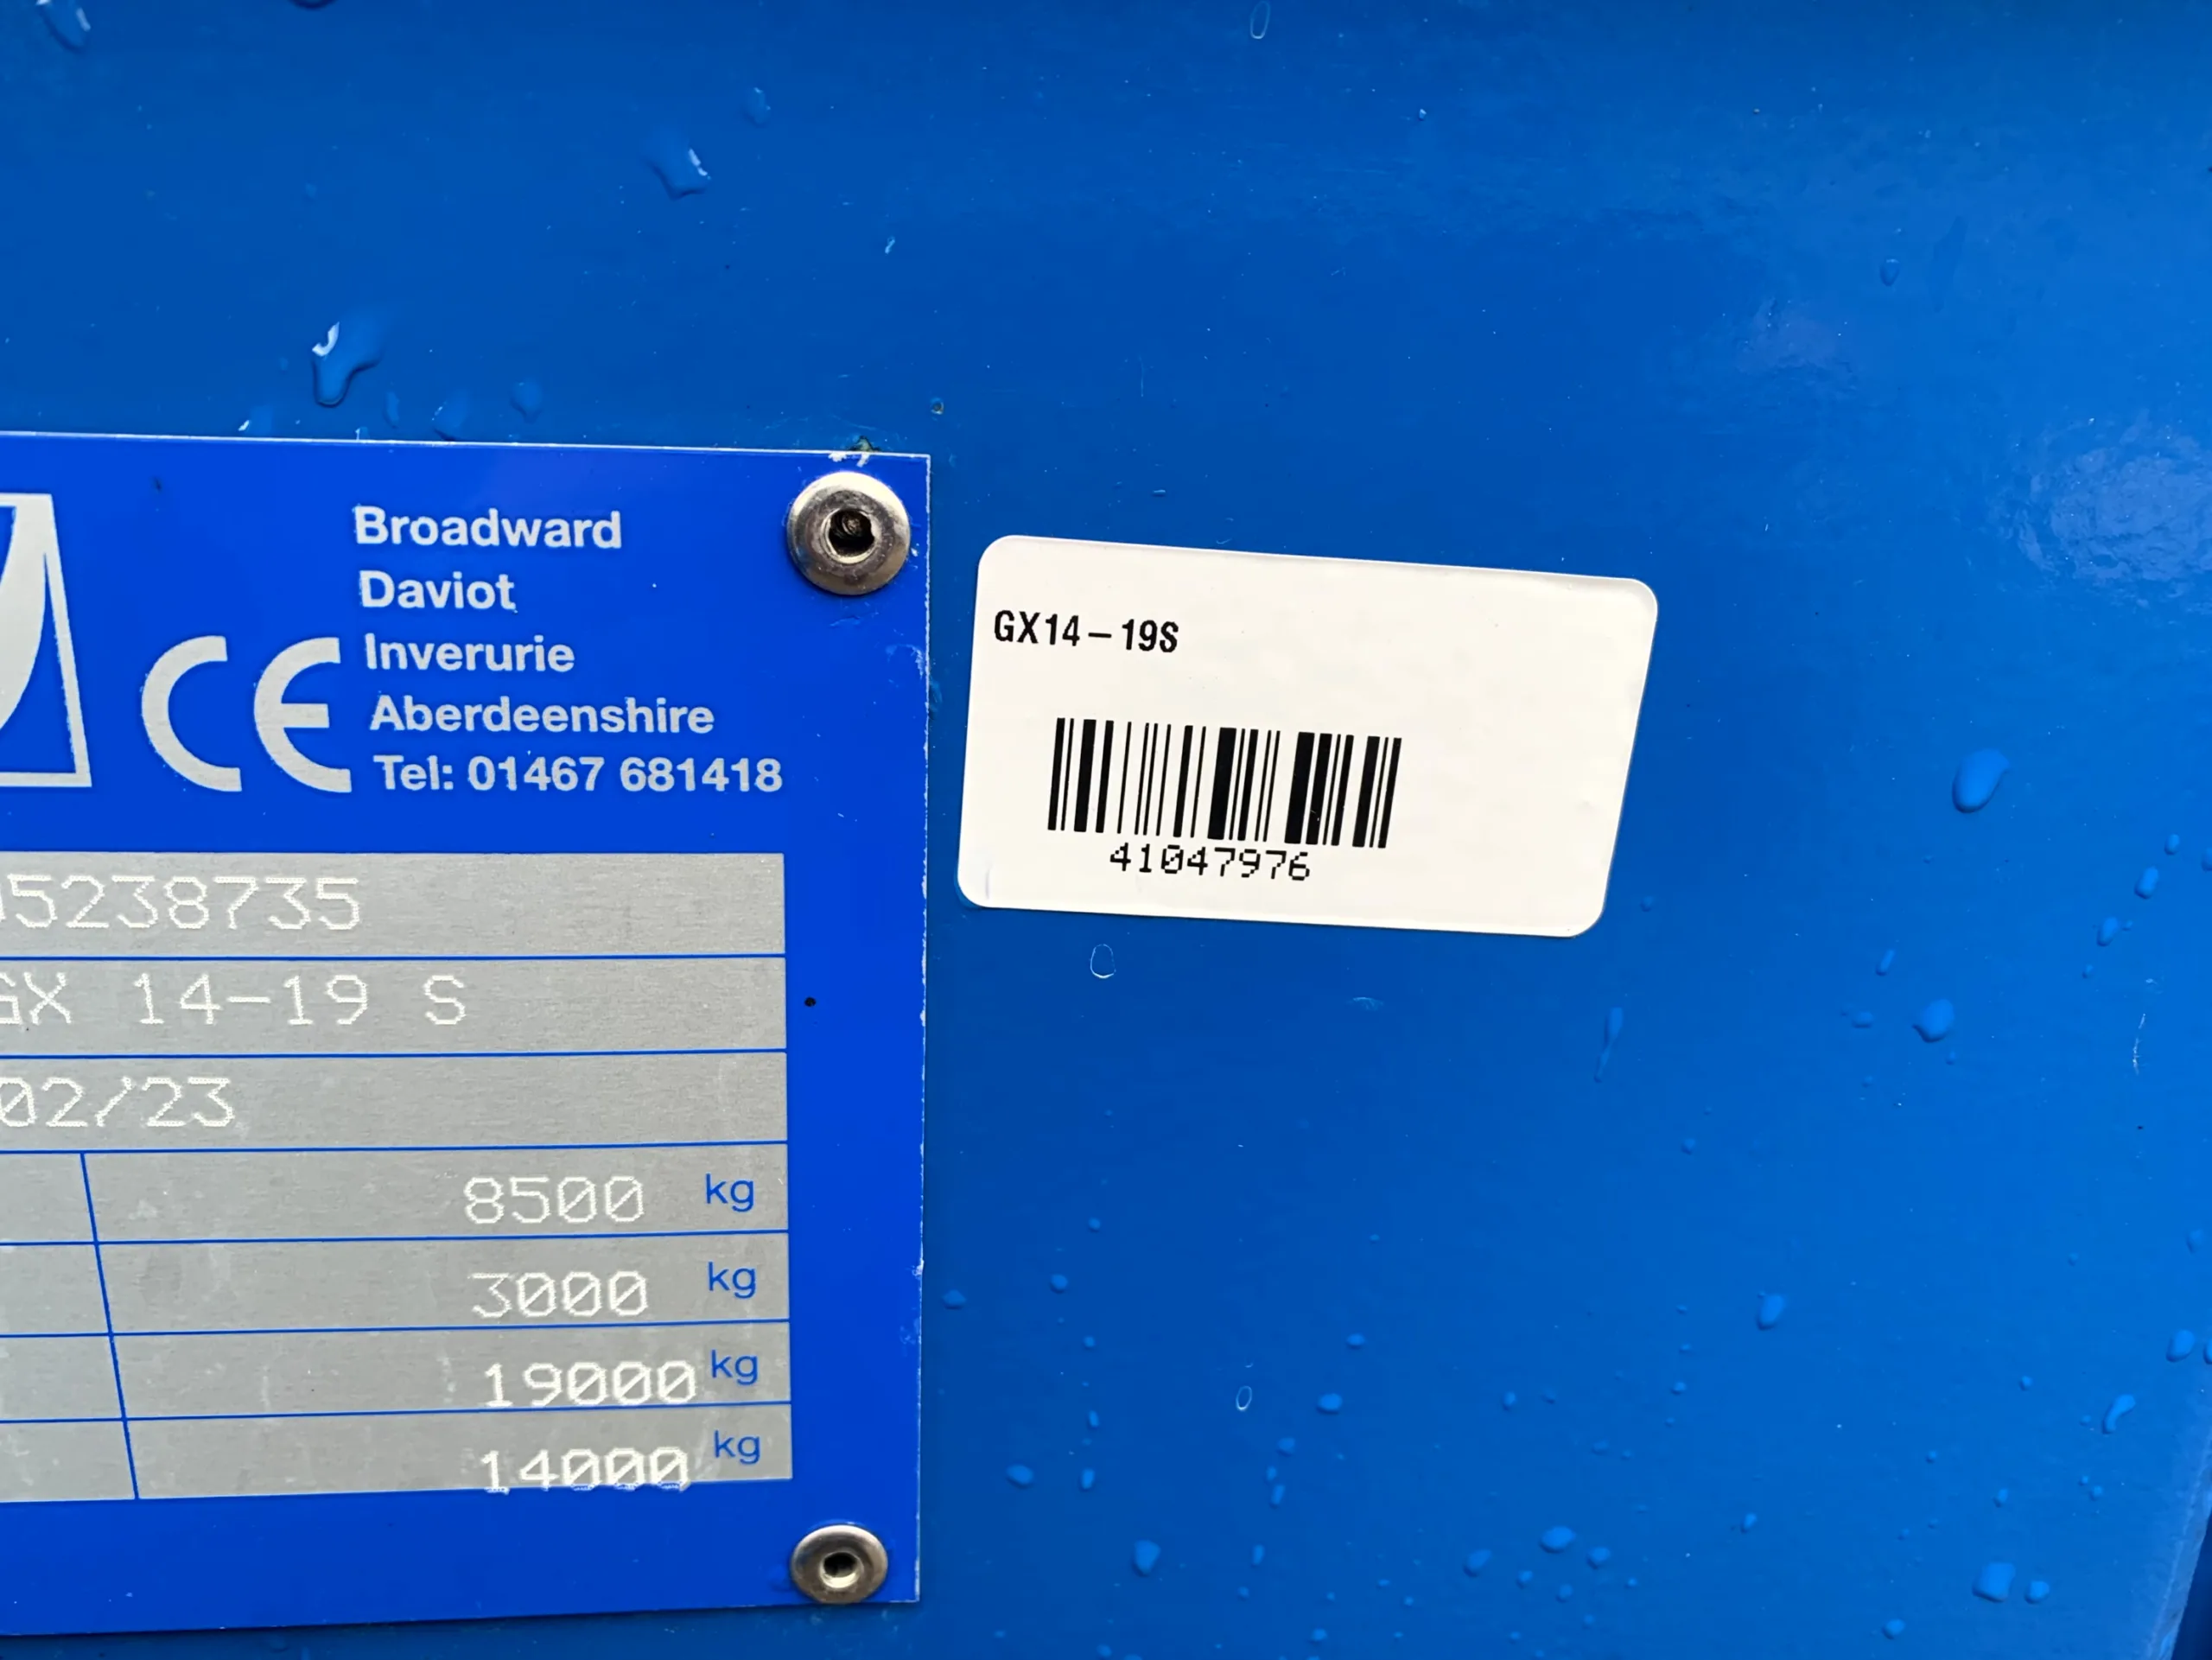 Broadward
Daviot
Inverurie
Aberdeenshire
Tel: 01467 681418
CE
5238735
GX 14-19 S
02/23
8500 kg
3000 kg
19000 kg
14000 kg
GX14-19S
41047976